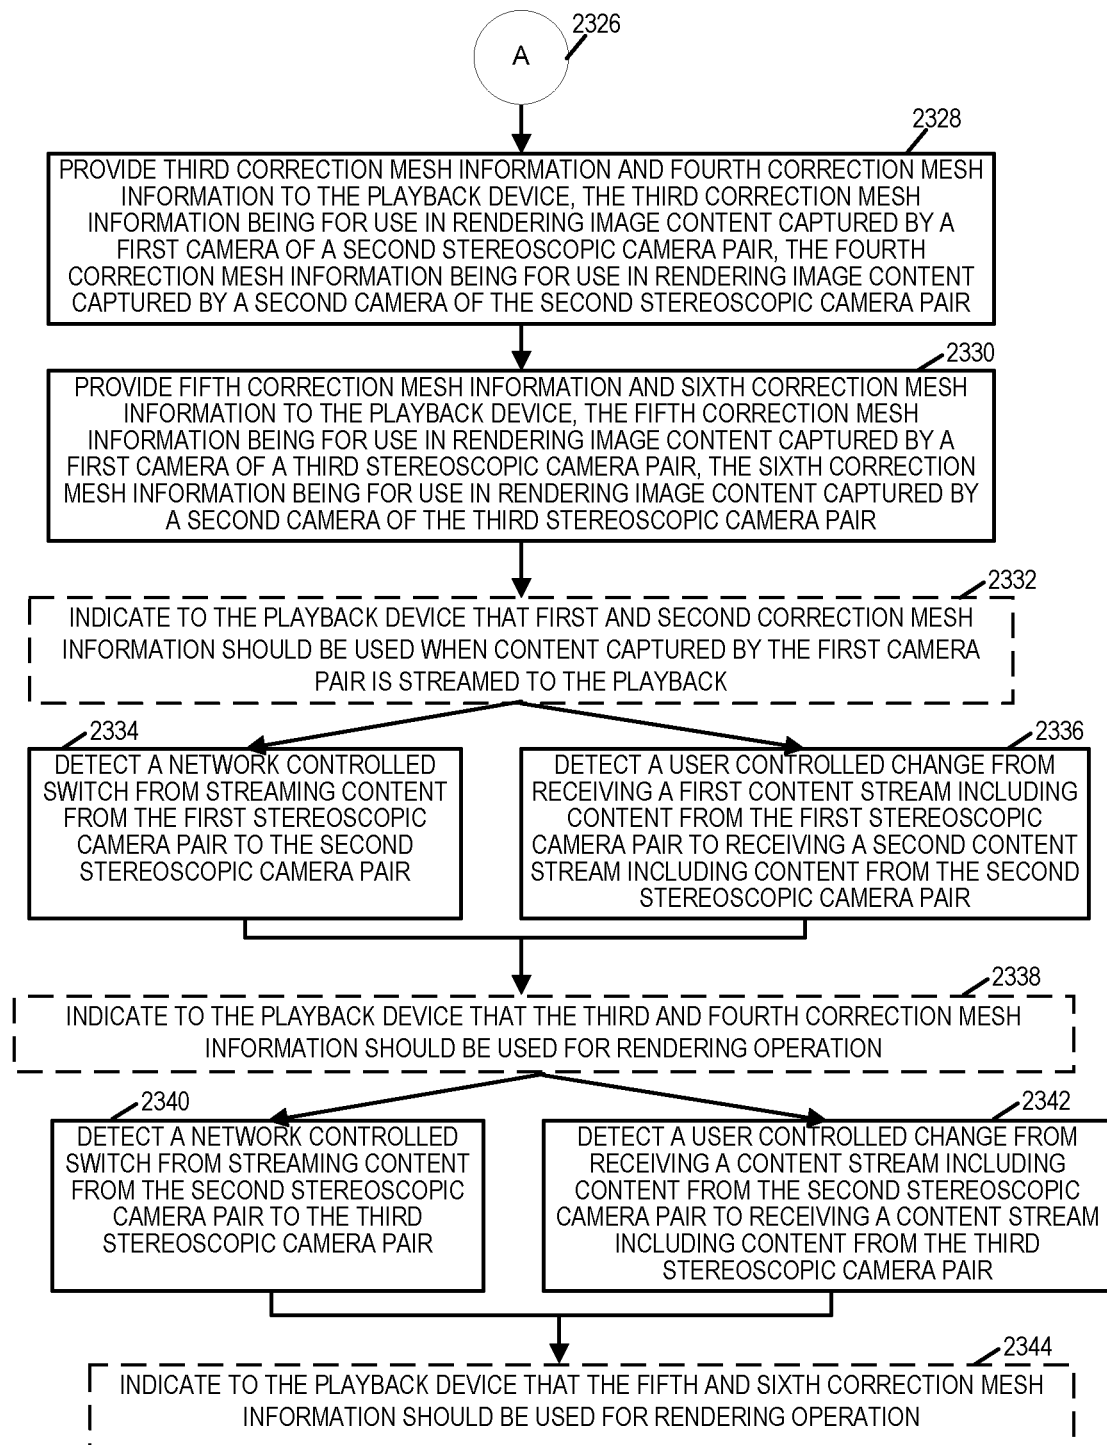 2326
A
2328
PROVIDE THIRD CORRECTION MESH INFORMATION AND FOURTH CORRECTION MESH
INFORMATION TO THE PLAYBACK DEVICE, THE THIRD CORRECTION MESH
INFORMATION BEING FOR USE IN RENDERING IMAGE CONTENT CAPTURED BY A
FIRST CAMERA OF A SECOND STEREOSCOPIC CAMERA PAIR, THE FOURTH
CORRECTION MESH INFORMATION BEING FOR USE IN RENDERING IMAGE CONTENT
CAPTURED BY A SECOND CAMERA OF THE SECOND STEREOSCOPIC CAMERA PAIR
2330
PROVIDE FIFTH CORRECTION MESH INFORMATION AND SIXTH CORRECTION MESH
INFORMATION TO THE PLAYBACK DEVICE, THE FIFTH CORRECTION MESH
INFORMATION BEING FOR USE IN RENDERING IMAGE CONTENT CAPTURED BY A
FIRST CAMERA OF A THIRD STEREOSCOPIC CAMERA PAIR, THE SIXTH CORRECTION
MESH INFORMATION BEING FOR USE IN RENDERING IMAGE CONTENT CAPTURED BY
A SECOND CAMERA OF THE THIRD STEREOSCOPIC CAMERA PAIR
2332
INDICATE TO THE PLAYBACK DEVICE THAT FIRST AND SECOND CORRECTION MESH
INFORMATION SHOULD BE USED WHEN CONTENT CAPTURED BY THE FIRST CAMERA
PAIR IS STREAMED TO THE PLAYBACK
2334
DETECT A NETWORK CONTROLLED
SWITCH FROM STREAMING CONTENT
FROM THE FIRST STEREOSCOPIC
CAMERA PAIR TO THE SECOND
STEREOSCOPIC CAMERA PAIR
2336
DETECT A USER CONTROLLED CHANGE FROM
RECEIVING A FIRST CONTENT STREAM INCLUDING
CONTENT FROM THE FIRST STEREOSCOPIC
CAMERA PAIR TO RECEIVING A SECOND CONTENT
STREAM INCLUDING CONTENT FROM THE SECOND
STEREOSCOPIC CAMERA PAIR
2338
INDICATE TO THE PLAYBACK DEVICE THAT THE THIRD AND FOURTH CORRECTION MESH
INFORMATION SHOULD BE USED FOR RENDERING OPERATION
2340
DETECT A NETWORK CONTROLLED
SWITCH FROM STREAMING CONTENT
FROM THE SECOND STEREOSCOPIC
CAMERA PAIR TO THE THIRD
STEREOSCOPIC CAMERA PAIR
2342
DETECT A USER CONTROLLED CHANGE FROM
RECEIVING A CONTENT STREAM INCLUDING
CONTENT FROM THE SECOND STEREOSCOPIC
CAMERA PAIR TO RECEIVING A CONTENT STREAM
INCLUDING CONTENT FROM THE THIRD
STEREOSCOPIC CAMERA PAIR
2344
INDICATE TO THE PLAYBACK DEVICE THAT THE FIFTH AND SIXTH CORRECTION MESH
INFORMATION SHOULD BE USED FOR RENDERING OPERATION